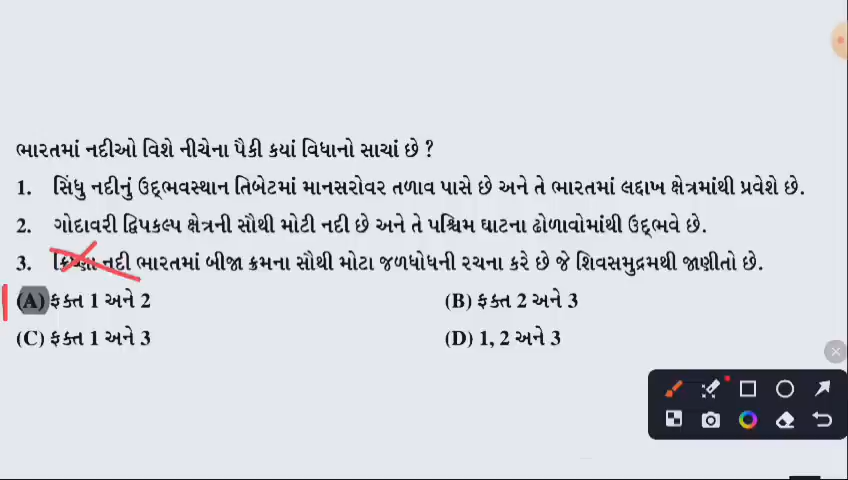 ભારતમાં નદીઓ વિશે નીચેના પૈકી કયાં વિધાનો સાચાં છે ?
1. સિંધુ નદીનું ઉદ્ભવસ્થાન તિબેટમાં માનસરોવર તળાવ પાસે છે અને તે ભારતમાં લદ્દાખ ક્ષેત્રમાંથી પ્રવેશે છે.
2. ગોદાવરી દ્વિપકલ્પ ક્ષેત્રની સૌથી મોટી નદી છે અને તે પશ્ચિમ ઘાટના ઢોળાવોમાંથી ઉદ્ભવે છે.
3. ક્રિષ્ણા નદી ભારતમાં બીજા ક્રમના સૌથી મોટા જળધોધની રચના કરે છે જે શિવસમુદ્રમથી જાણીતો છે.
(A) ફક્ત 1 અને 2
(B) ફક્ત 2 અને 3
(C) ફક્ત 1 અને 3
(D) 1, 2 અને 3